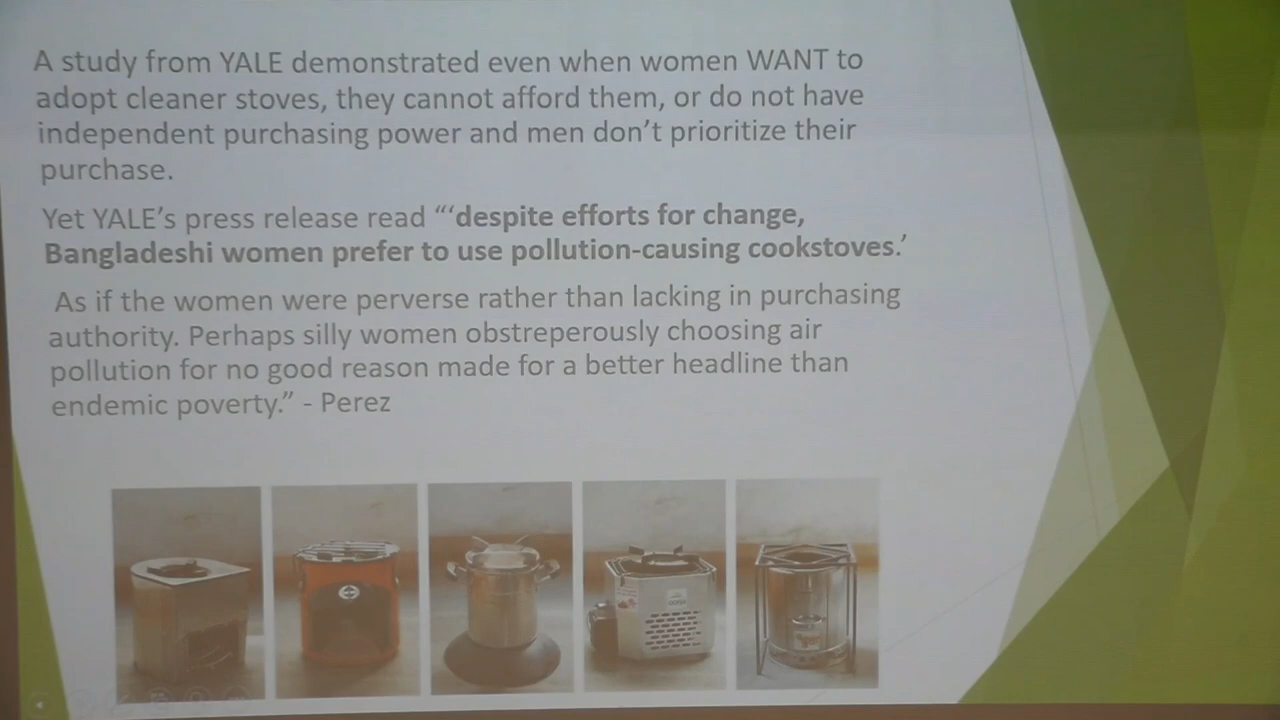 A study from YALE demonstrated even when women WANT to
adopt cleaner stoves, they cannot afford them, or do not have
independent purchasing power and men don’t prioritize their
purchase.
Yet YALE’s press release read “‘despite efforts for change,
Bangladeshi women prefer to use pollution-causing cookstoves.’
As if the women were perverse rather than lacking in purchasing
authority. Perhaps silly women obstreperously choosing air
pollution for no good reason made for a better headline than
endemic poverty.” - Perez